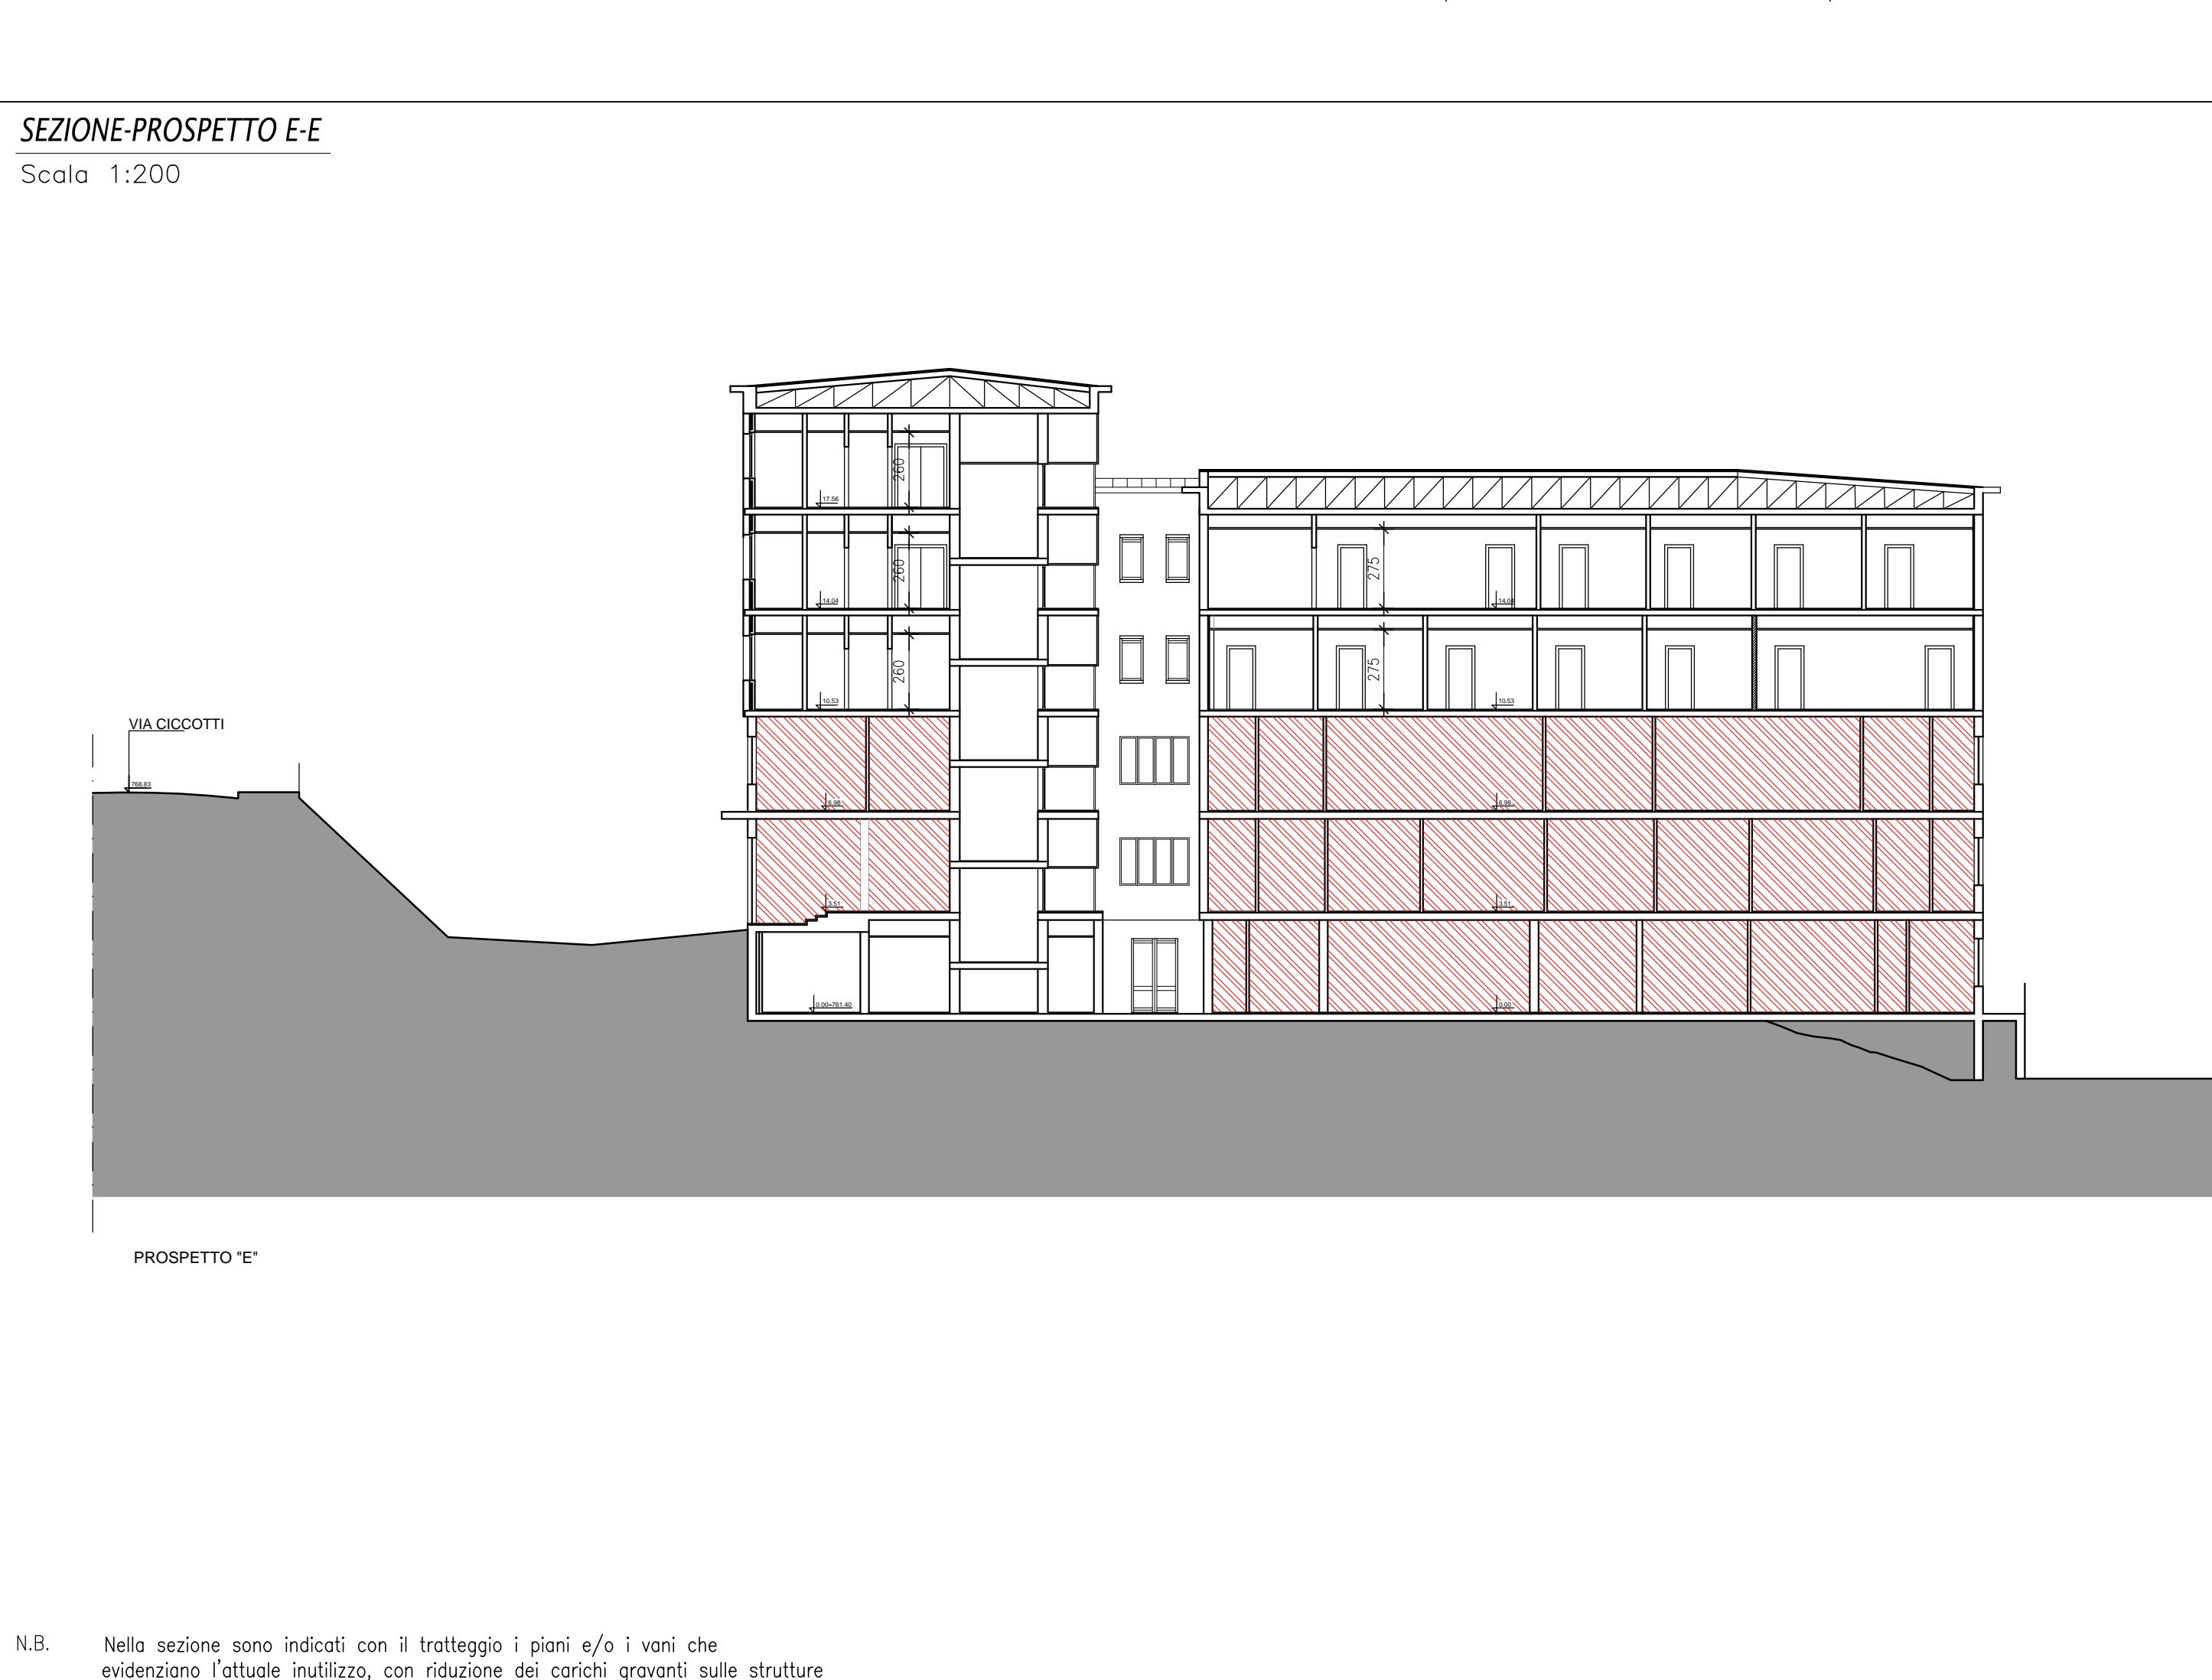 SEZIONE-PROSPETTO E-E
Scala 1:200
260
17.56
260
275
14.04
14.04
260
275
10.53
10.53
VIA CICCOTTI
768.83
6.98
6.98
3.51
3.51
0.00=761.40
0.00
PROSPETTO "E"
N.B. Nella sezione sono indicati con il tratteggio i piani e/o i vani che
evidenziano l'attuale inutilizzo, con riduzione dei carichi gravanti sulle strutture